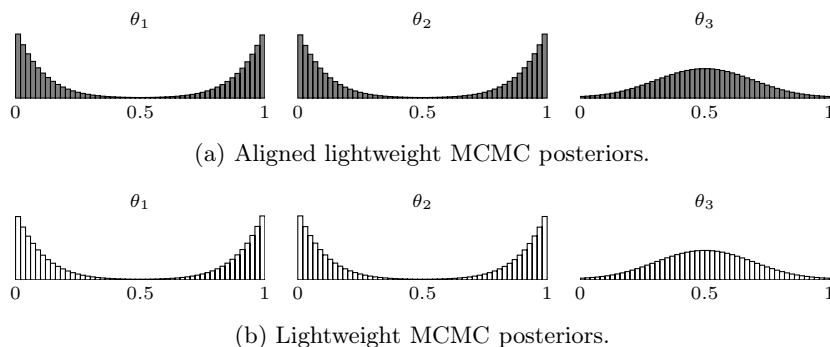 θ₁ θ₂ θ₃
0 0.5 1 0 0.5 1 0 0.5 1
(a) Aligned lightweight MCMC posteriors.
θ₁ θ₂ θ₃
0 0.5 1 0 0.5 1 0 0.5 1
(b) Lightweight MCMC posteriors.